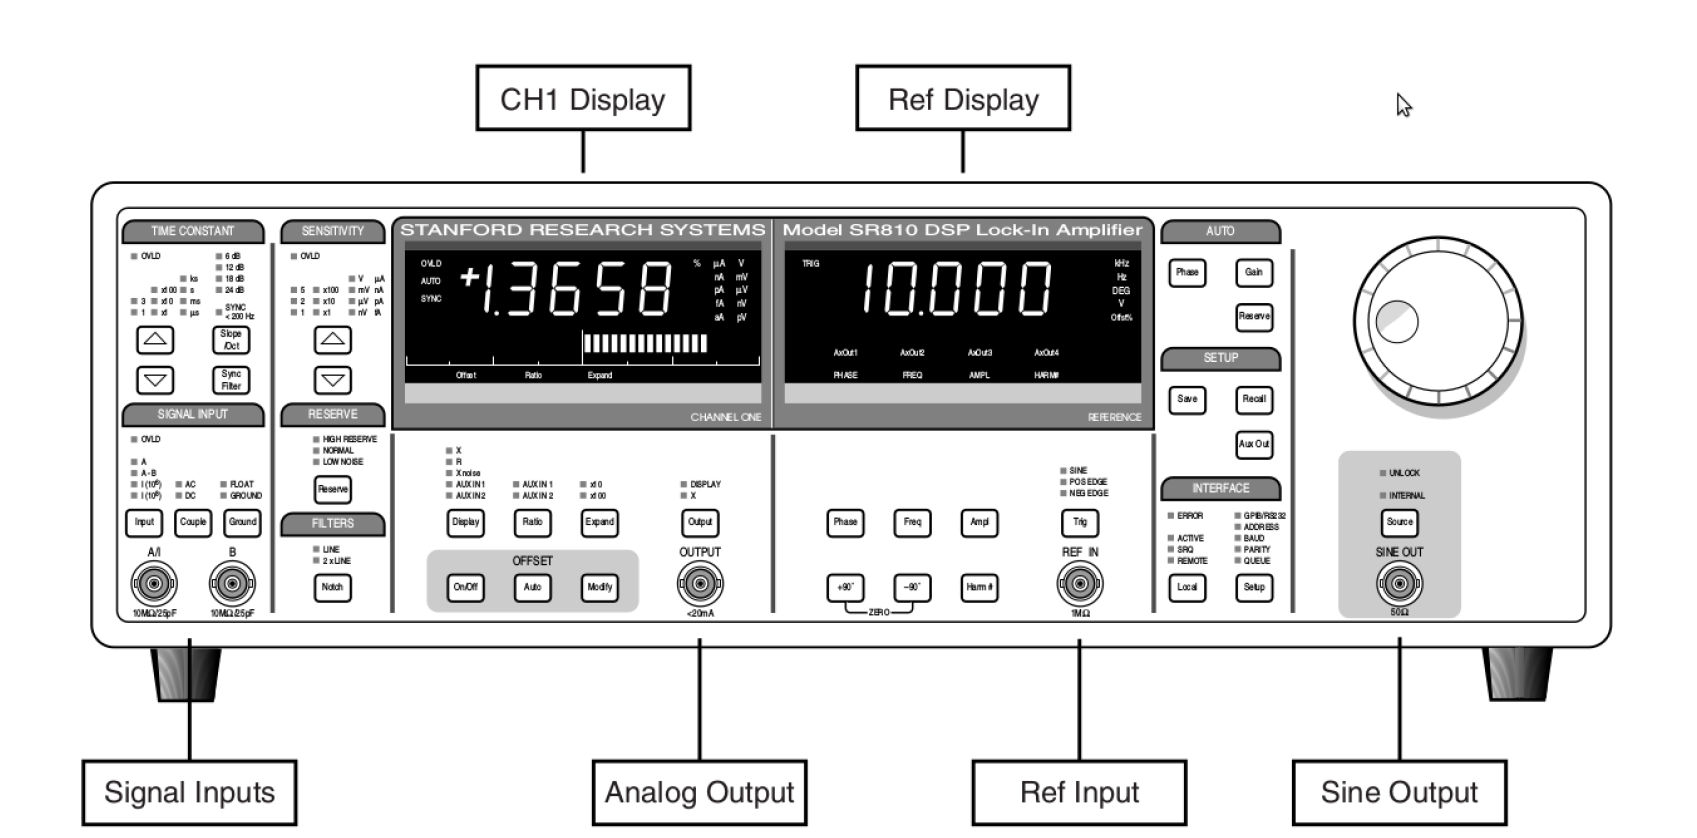 CH1 Display
Ref Display
TIME CONSTANT
OVLD
6 dB
12 dB
ks 18 dB
x100 s 24 dB
3 x10 ms SYNC
1 x1 µs < 200 Hz
Slope
/Oct
Sync
Filter
SENSITIVITY
OVLD
V µA
5 x100 mV nA
2 x10 µV pA
1 x1 nV fA
STANFORD RESEARCH SYSTEMS
OVLD
AUTO
SYNC
+1.3658
% µA V
nA mV
pA µV
fA nV
aA pV
Offset Ratio Expand
CHANNEL ONE
Model SR810 DSP Lock-In Amplifier
TRIG
10.000
kHz
Hz
DEG
V
Offs%
AxOut1 AxOut2 AxOut3 AxOut4
PHASE FREQ AMPL HARM#
REFERENCE
AUTO
Phase Gain
Reserve
SETUP
Save Recall
Aux Out
SIGNAL INPUT
OVLD
A
A-B
I (10⁶) AC FLOAT
I (10⁸) DC GROUND
Input Couple Ground
A/I B
10MΩ/25pF 10MΩ/25pF
RESERVE
HIGH RESERVE
NORMAL
LOW NOISE
Reserve
FILTERS
LINE
2 x LINE
Notch
X
R
X noise
AUX IN 1 AUX IN 1 x10 DISPLAY
AUX IN 2 AUX IN 2 x100 X
Display Ratio Expand Output
OFFSET
On/Off Auto Modify
OUTPUT
<20mA
SINE
POS EDGE
NEG EDGE
Phase Freq Ampl Trig
+90° −90° Harm #
ZERO
REF IN
1MΩ
INTERFACE
ERROR GPIB/RS232
ADDRESS
ACTIVE BAUD
SRQ PARITY
REMOTE QUEUE
Local Setup
UNLOCK
INTERNAL
Source
SINE OUT
50Ω
Signal Inputs
Analog Output
Ref Input
Sine Output